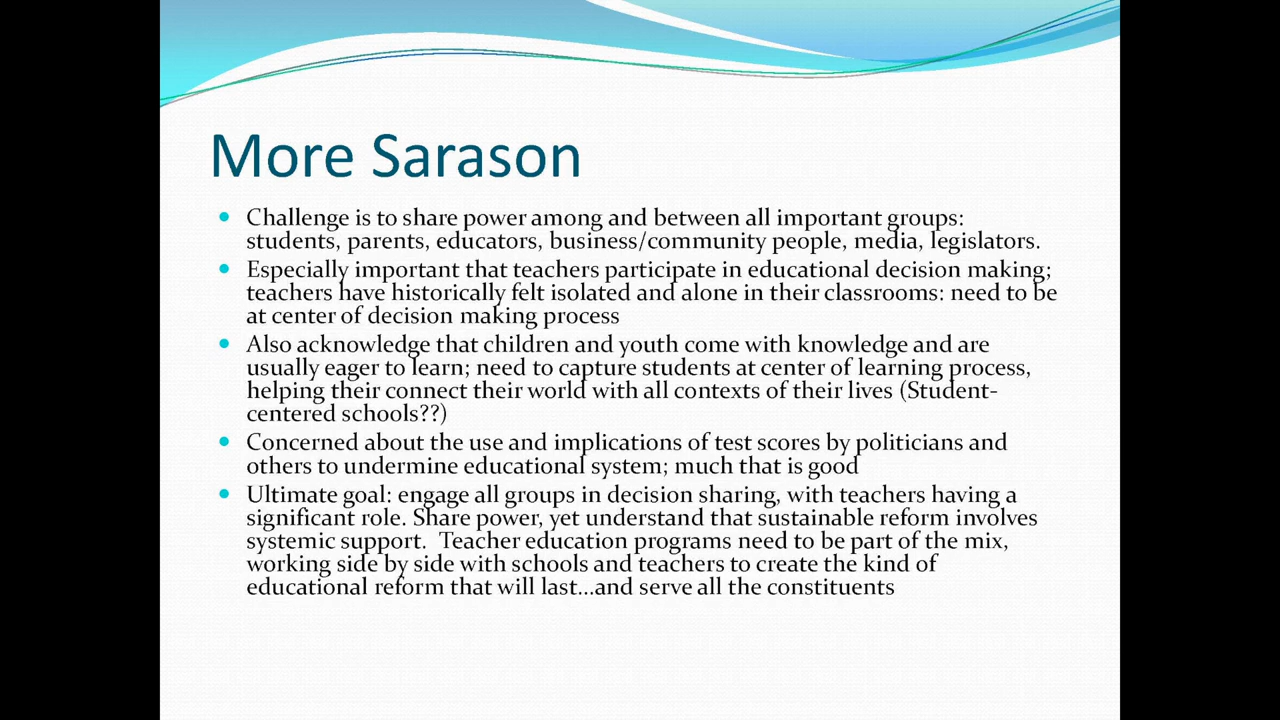 More Sarason
Challenge is to share power among and between all important groups:
students, parents, educators, business/community people, media, legislators.
Especially important that teachers participate in educational decision making;
teachers have historically felt isolated and alone in their classrooms: need to be
at center of decision making process
Also acknowledge that children and youth come with knowledge and are
usually eager to learn; need to capture students at center of learning process,
helping their connect their world with all contexts of their lives (Student-
centered schools??)
Concerned about the use and implications of test scores by politicians and
others to undermine educational system; much that is good
Ultimate goal: engage all groups in decision sharing, with teachers having a
significant role. Share power, yet understand that sustainable reform involves
systemic support.  Teacher education programs need to be part of the mix,
working side by side with schools and teachers to create the kind of
educational reform that will last...and serve all the constituents